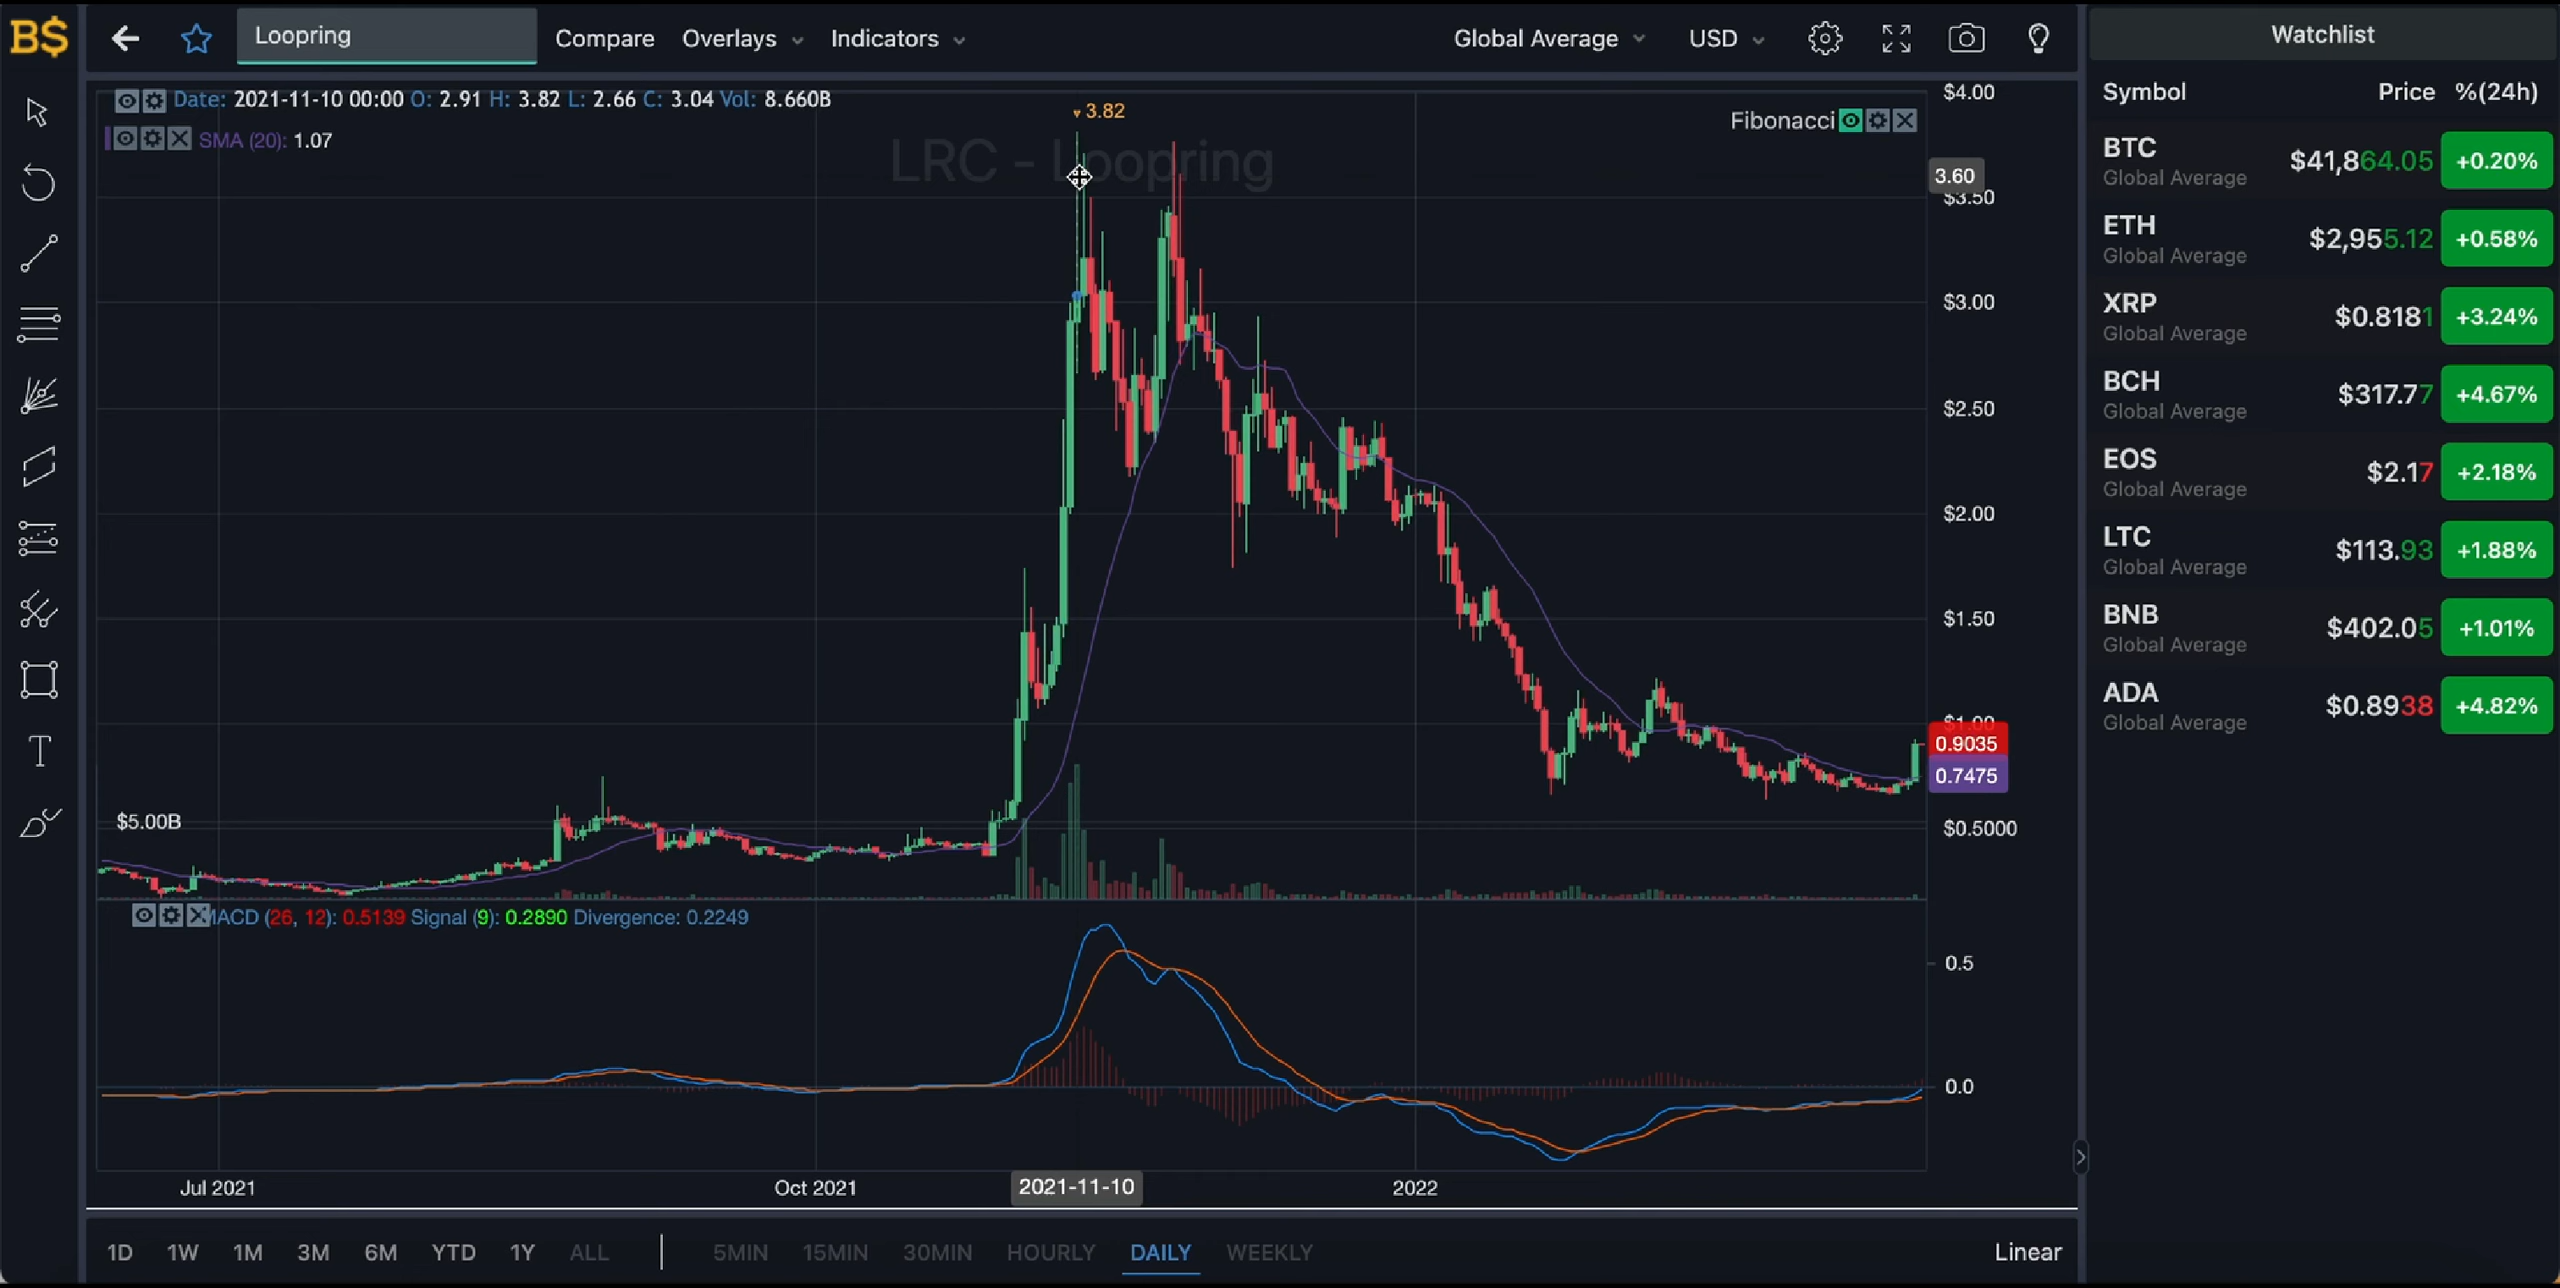 B$
Loopring
Compare Overlays Indicators
Global Average USD
Date: 2021-11-10 00:00 O: 2.91 H: 3.82 L: 2.66 C: 3.04 Vol: 8.660B
SMA (20): 1.07
3.82
LRC - Loopring
Fibonacci
$4.00
3.60
$3.50
$3.00
$2.50
$2.00
$1.50
$1.00
0.9035
0.7475
$5.00B
$0.5000
MACD (26, 12): 0.5139 Signal (9): 0.2890 Divergence: 0.2249
0.5
0.0
Jul 2021 Oct 2021 2021-11-10 2022
1D 1W 1M 3M 6M YTD 1Y ALL 5MIN 15MIN 30MIN HOURLY DAILY WEEKLY Linear
Watchlist
Symbol Price %(24h)
BTC $41,864.05 +0.20%
Global Average
ETH $2,955.12 +0.58%
Global Average
XRP $0.8181 +3.24%
Global Average
BCH $317.77 +4.67%
Global Average
EOS $2.17 +2.18%
Global Average
LTC $113.93 +1.88%
Global Average
BNB $402.05 +1.01%
Global Average
ADA $0.8938 +4.82%
Global Average